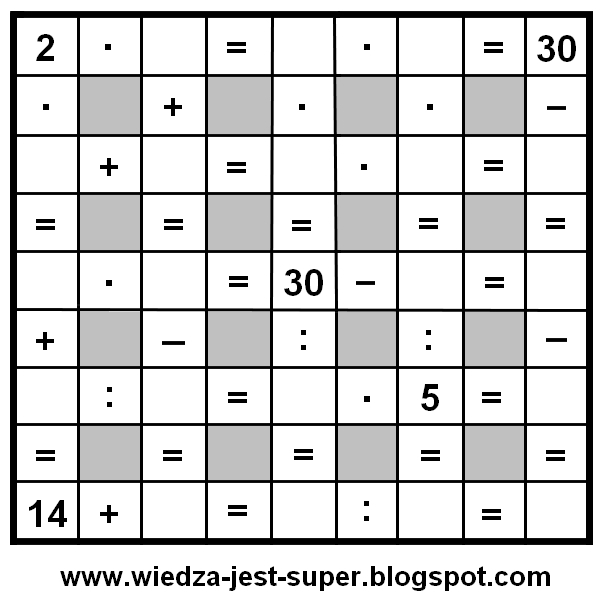 2 · = · = 30
· + · · –
+ = · =
= = = = =
· = 30 – =
+ – : : –
: = · 5 =
= = = = =
14 + = : =
www.wiedza-jest-super.blogspot.com